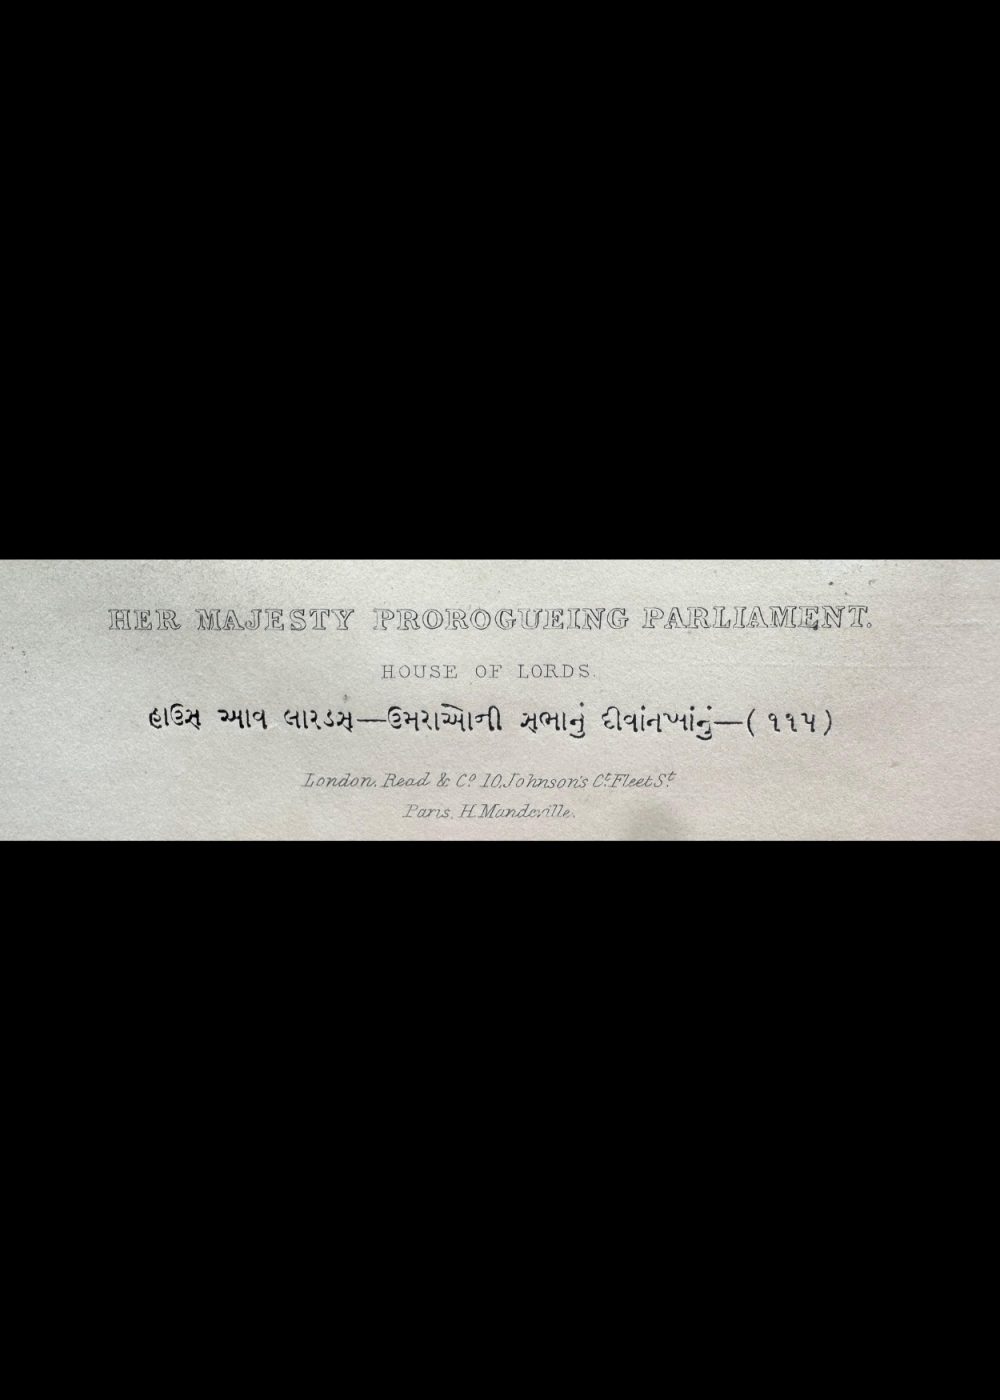 HER MAJESTY PROROGUEING PARLIAMENT.
HOUSE OF LORDS.
હાઉસ આવ લારડસ—ઉમરાઓની સભાનું દીવાંનખાંનું—(૧૧૫)
London, Read & Co. 10, Johnson's Ct. Fleet St.
Paris, H. Mandeville.